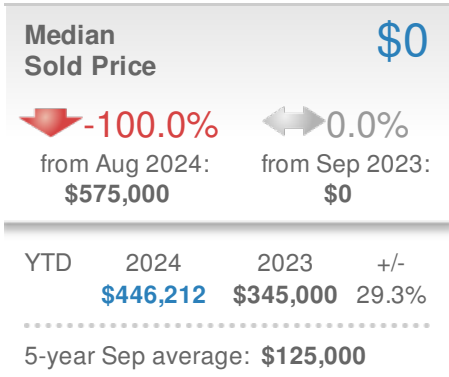 Median $0
Sold Price
-100.0% 0.0%
from Aug 2024: from Sep 2023:
$575,000 $0
YTD 2024 2023 +/-
$446,212 $345,000 29.3%
5-year Sep average: $125,000